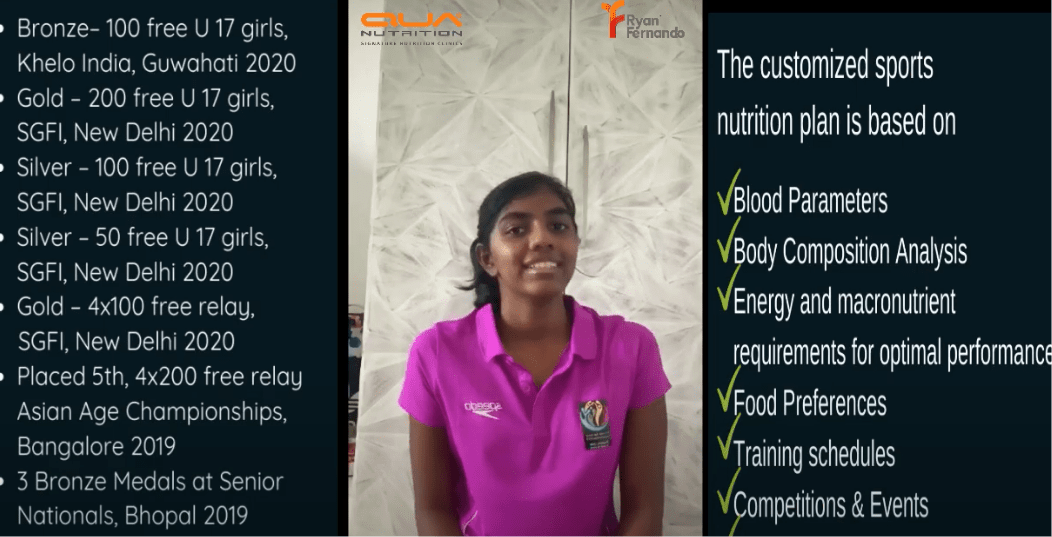 Bronze– 100 free U 17 girls,
Khelo India, Guwahati 2020
Gold – 200 free U 17 girls,
SGFI, New Delhi 2020
Silver – 100 free U 17 girls,
SGFI, New Delhi 2020
Silver – 50 free U 17 girls,
SGFI, New Delhi 2020
Gold – 4x100 free relay,
SGFI, New Delhi 2020
Placed 5th, 4x200 free relay
Asian Age Championships,
Bangalore 2019
3 Bronze Medals at Senior
Nationals, Bhopal 2019
QUA
NUTRITION
SIGNATURE NUTRITION CLINICS
Ryan
Fernando
speedo
The customized sports
nutrition plan is based on
Blood Parameters
Body Composition Analysis
Energy and macronutrient
requirements for optimal performance
Food Preferences
Training schedules
Competitions & Events